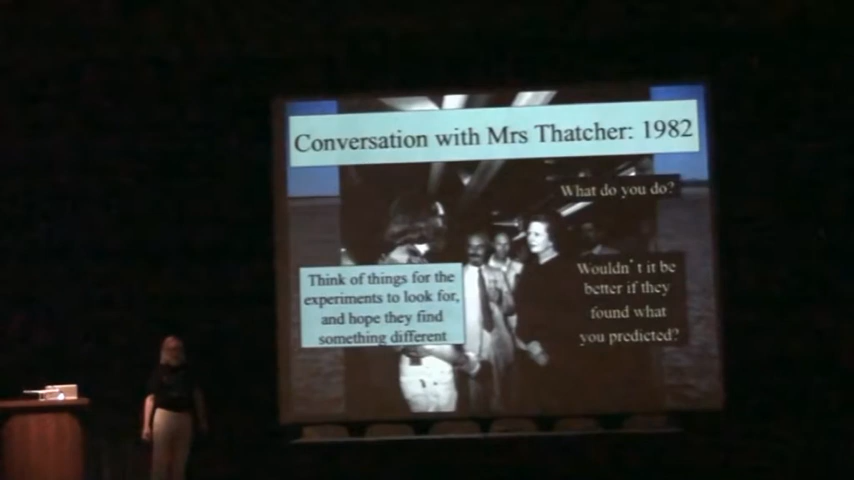 Conversation with Mrs Thatcher: 1982
What do you do?
Think of things for the
experiments to look for,
and hope they find
something different
Wouldn't it be
better if they
found what
you predicted?